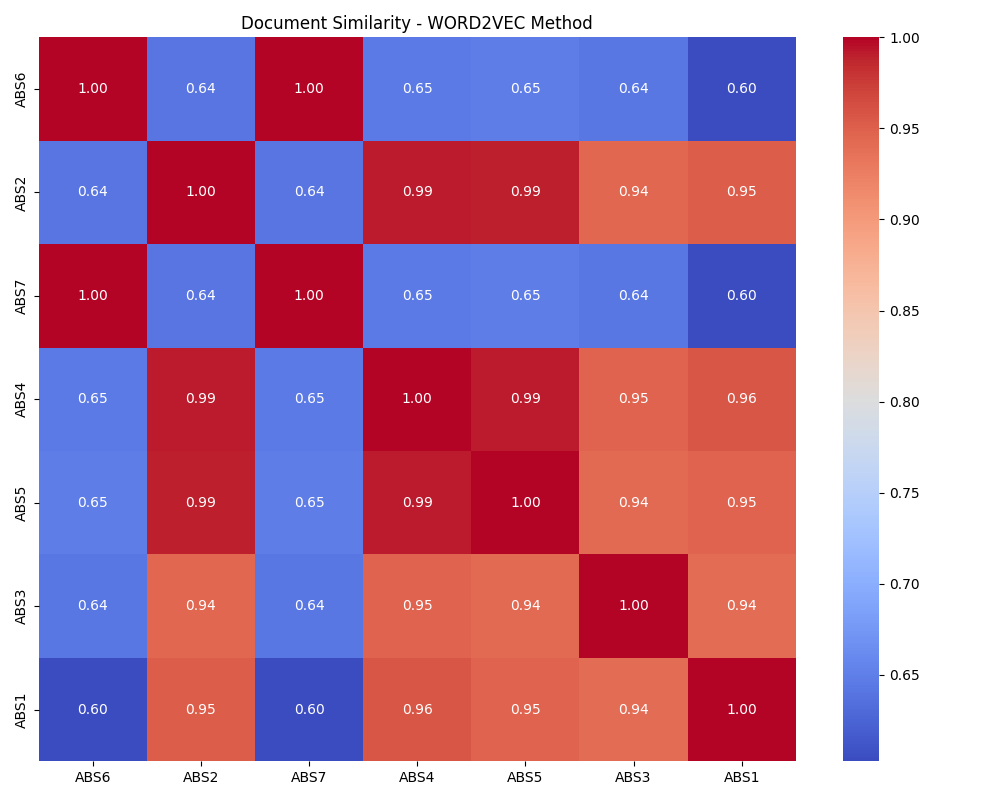 Document Similarity - WORD2VEC Method
ABS6 1.00 0.64 1.00 0.65 0.65 0.64 0.60
ABS2 0.64 1.00 0.64 0.99 0.99 0.94 0.95
ABS7 1.00 0.64 1.00 0.65 0.65 0.64 0.60
ABS4 0.65 0.99 0.65 1.00 0.99 0.95 0.96
ABS5 0.65 0.99 0.65 0.99 1.00 0.94 0.95
ABS3 0.64 0.94 0.64 0.95 0.94 1.00 0.94
ABS1 0.60 0.95 0.60 0.96 0.95 0.94 1.00
ABS6 ABS2 ABS7 ABS4 ABS5 ABS3 ABS1
1.00
0.95
0.90
0.85
0.80
0.75
0.70
0.65